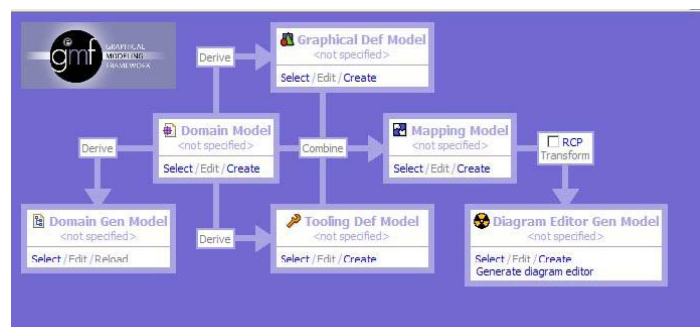 gmf
GRAPHICAL
MODELING
FRAMEWORK
Derive
Graphical Def Model
<not specified>
Select / Edit / Create
Derive
Domain Model
<not specified>
Select / Edit / Create
Combine
Mapping Model
<not specified>
Select / Edit / Create
RCP
Transform
Domain Gen Model
<not specified>
Select / Edit / Reload
Derive
Tooling Def Model
<not specified>
Select / Edit / Create
Diagram Editor Gen Model
<not specified>
Select / Edit / Create
Generate diagram editor